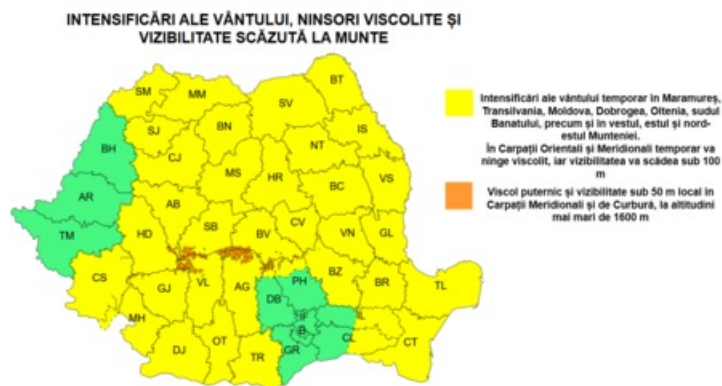 INTENSIFICĂRI ALE VÂNTULUI, NINSORI VISCOLITE ȘI
VIZIBILITATE SCĂZUTĂ LA MUNTE
Intensificări ale vântului temporar în Maramureș,
Transilvania, Moldova, Dobrogea, Oltenia, sudul
Banatului, precum și în vestul, estul și nord-
estul Munteniei.
În Carpații Orientali și Meridionali temporar va
ninge viscolit, iar vizibilitatea va scădea sub 100
m
Viscol puternic și vizibilitate sub 50 m local în
Carpații Meridionali și de Curbură, la altitudini
mai mari de 1600 m
BT
SM
MM
SV
BN
SJ
IS
BH
CJ
NT
MS
HR
BC
VS
AR
AB
TM
HD
SB
BV
CV
VN
GL
CS
GJ
VL
AG
PH
BZ
BR
TL
DB
MH
IF
B
CL
DJ
OT
TR
GR
CT